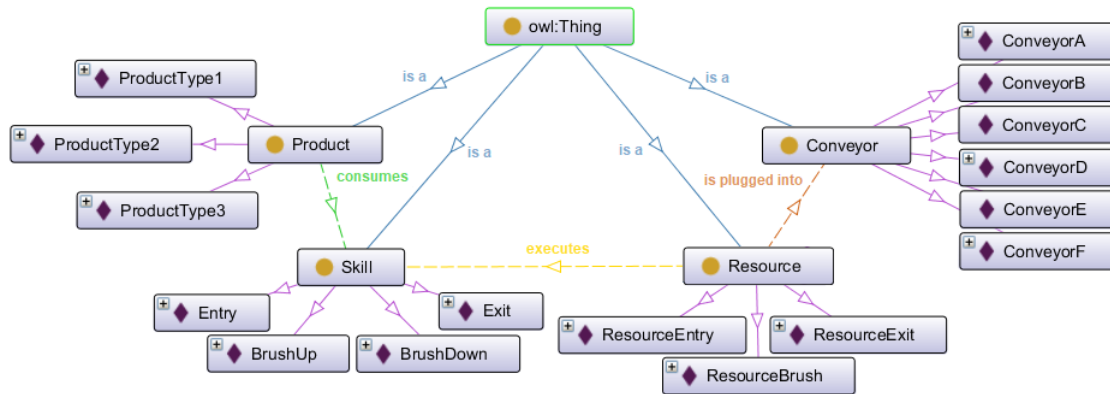 owl:Thing
ConveyorA
ProductType1
is a
is a
ConveyorB
ConveyorC
ProductType2
Product
is a
is a
Conveyor
ConveyorD
consumes
is plugged into
ProductType3
ConveyorE
executes
ConveyorF
Skill
Resource
Entry
Exit
ResourceEntry
ResourceExit
BrushUp
BrushDown
ResourceBrush